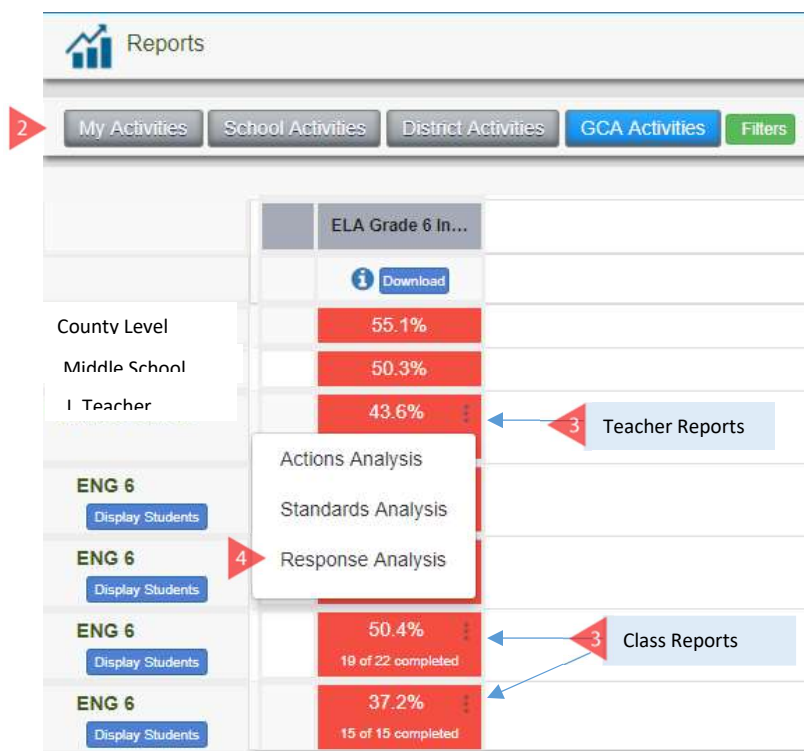 Reports
2 My Activities School Activities District Activities GCA Activities Filters
ELA Grade 6 In...
Download
County Level 55.1%
Middle School 50.3%
J. Teacher 43.6%
3 Teacher Reports
Actions Analysis
ENG 6
Display Students
Standards Analysis
ENG 6
4 Response Analysis
Display Students
ENG 6 50.4%
3 Class Reports
Display Students 19 of 22 completed
ENG 6 37.2%
Display Students 15 of 15 completed